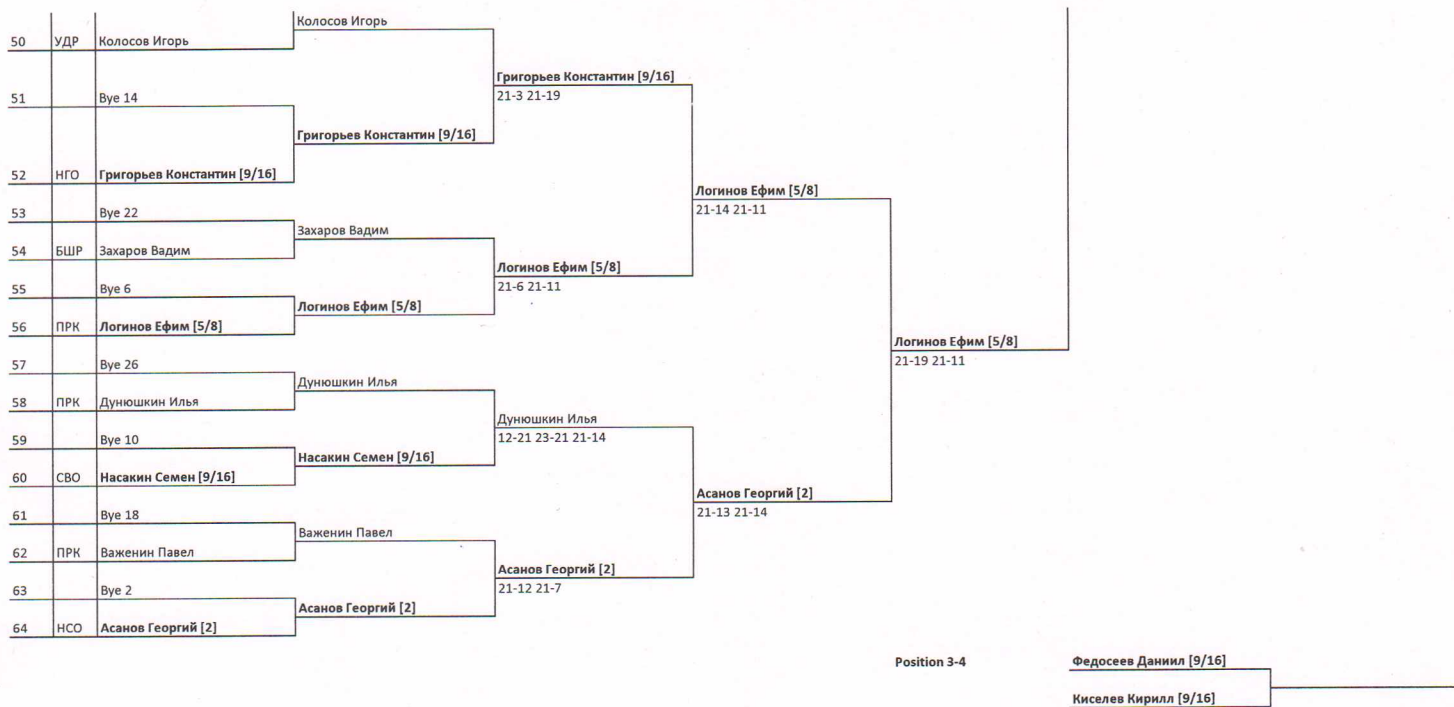 Колосов Игорь
50 УДР Колосов Игорь
Григорьев Константин [9/16]
21-3 21-19
51 Bye 14
Григорьев Константин [9/16]
52 НГО Григорьев Константин [9/16]
Логинов Ефим [5/8]
21-14 21-11
53 Bye 22
Захаров Вадим
54 БШР Захаров Вадим
Логинов Ефим [5/8]
21-6 21-11
55 Bye 6
Логинов Ефим [5/8]
56 ПРК Логинов Ефим [5/8]
Логинов Ефим [5/8]
21-19 21-11
57 Bye 26
Дунюшкин Илья
58 ПРК Дунюшкин Илья
Дунюшкин Илья
12-21 23-21 21-14
59 Bye 10
Насакин Семен [9/16]
60 СВО Насакин Семен [9/16]
Асанов Георгий [2]
21-13 21-14
61 Bye 18
Важенин Павел
62 ПРК Важенин Павел
Асанов Георгий [2]
21-12 21-7
63 Bye 2
Асанов Георгий [2]
64 НСО Асанов Георгий [2]
Position 3-4 Федосеев Даниил [9/16]
Киселев Кирилл [9/16]